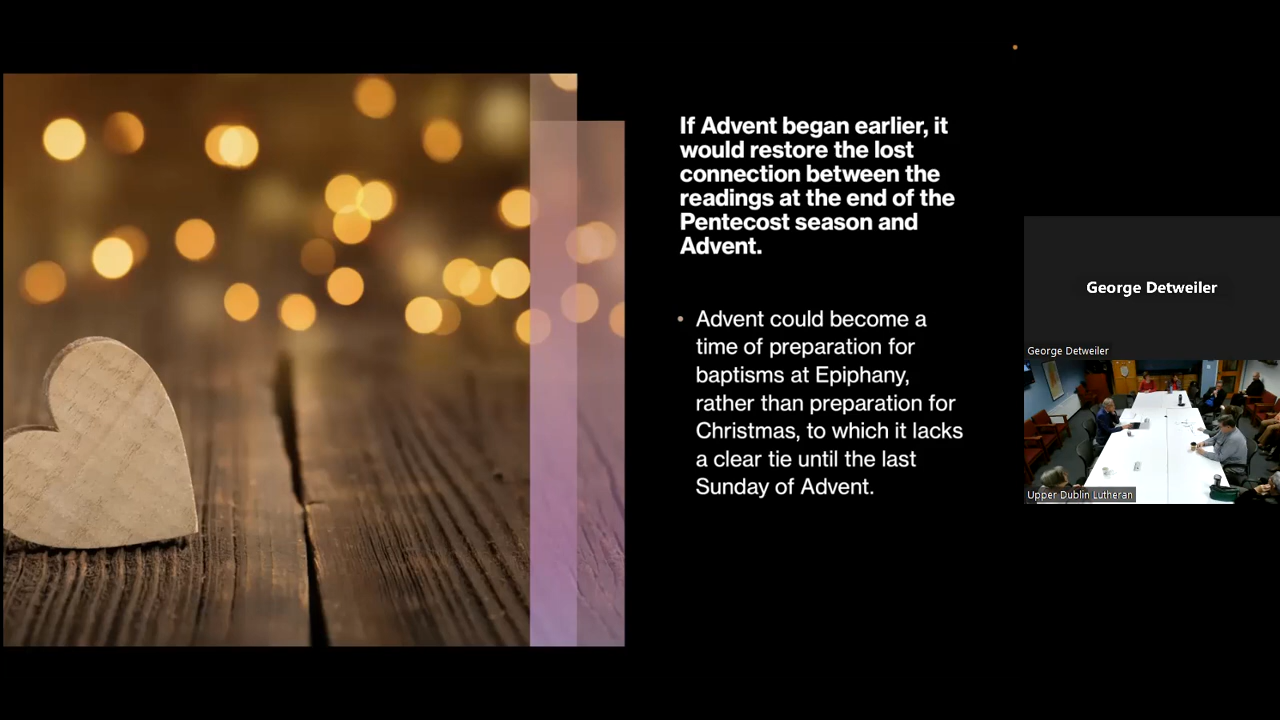 If Advent began earlier, it
would restore the lost
connection between the
readings at the end of the
Pentecost season and
Advent.
• Advent could become a
time of preparation for
baptisms at Epiphany,
rather than preparation for
Christmas, to which it lacks
a clear tie until the last
Sunday of Advent.
George Detweiler
George Detweiler
Upper Dublin Lutheran